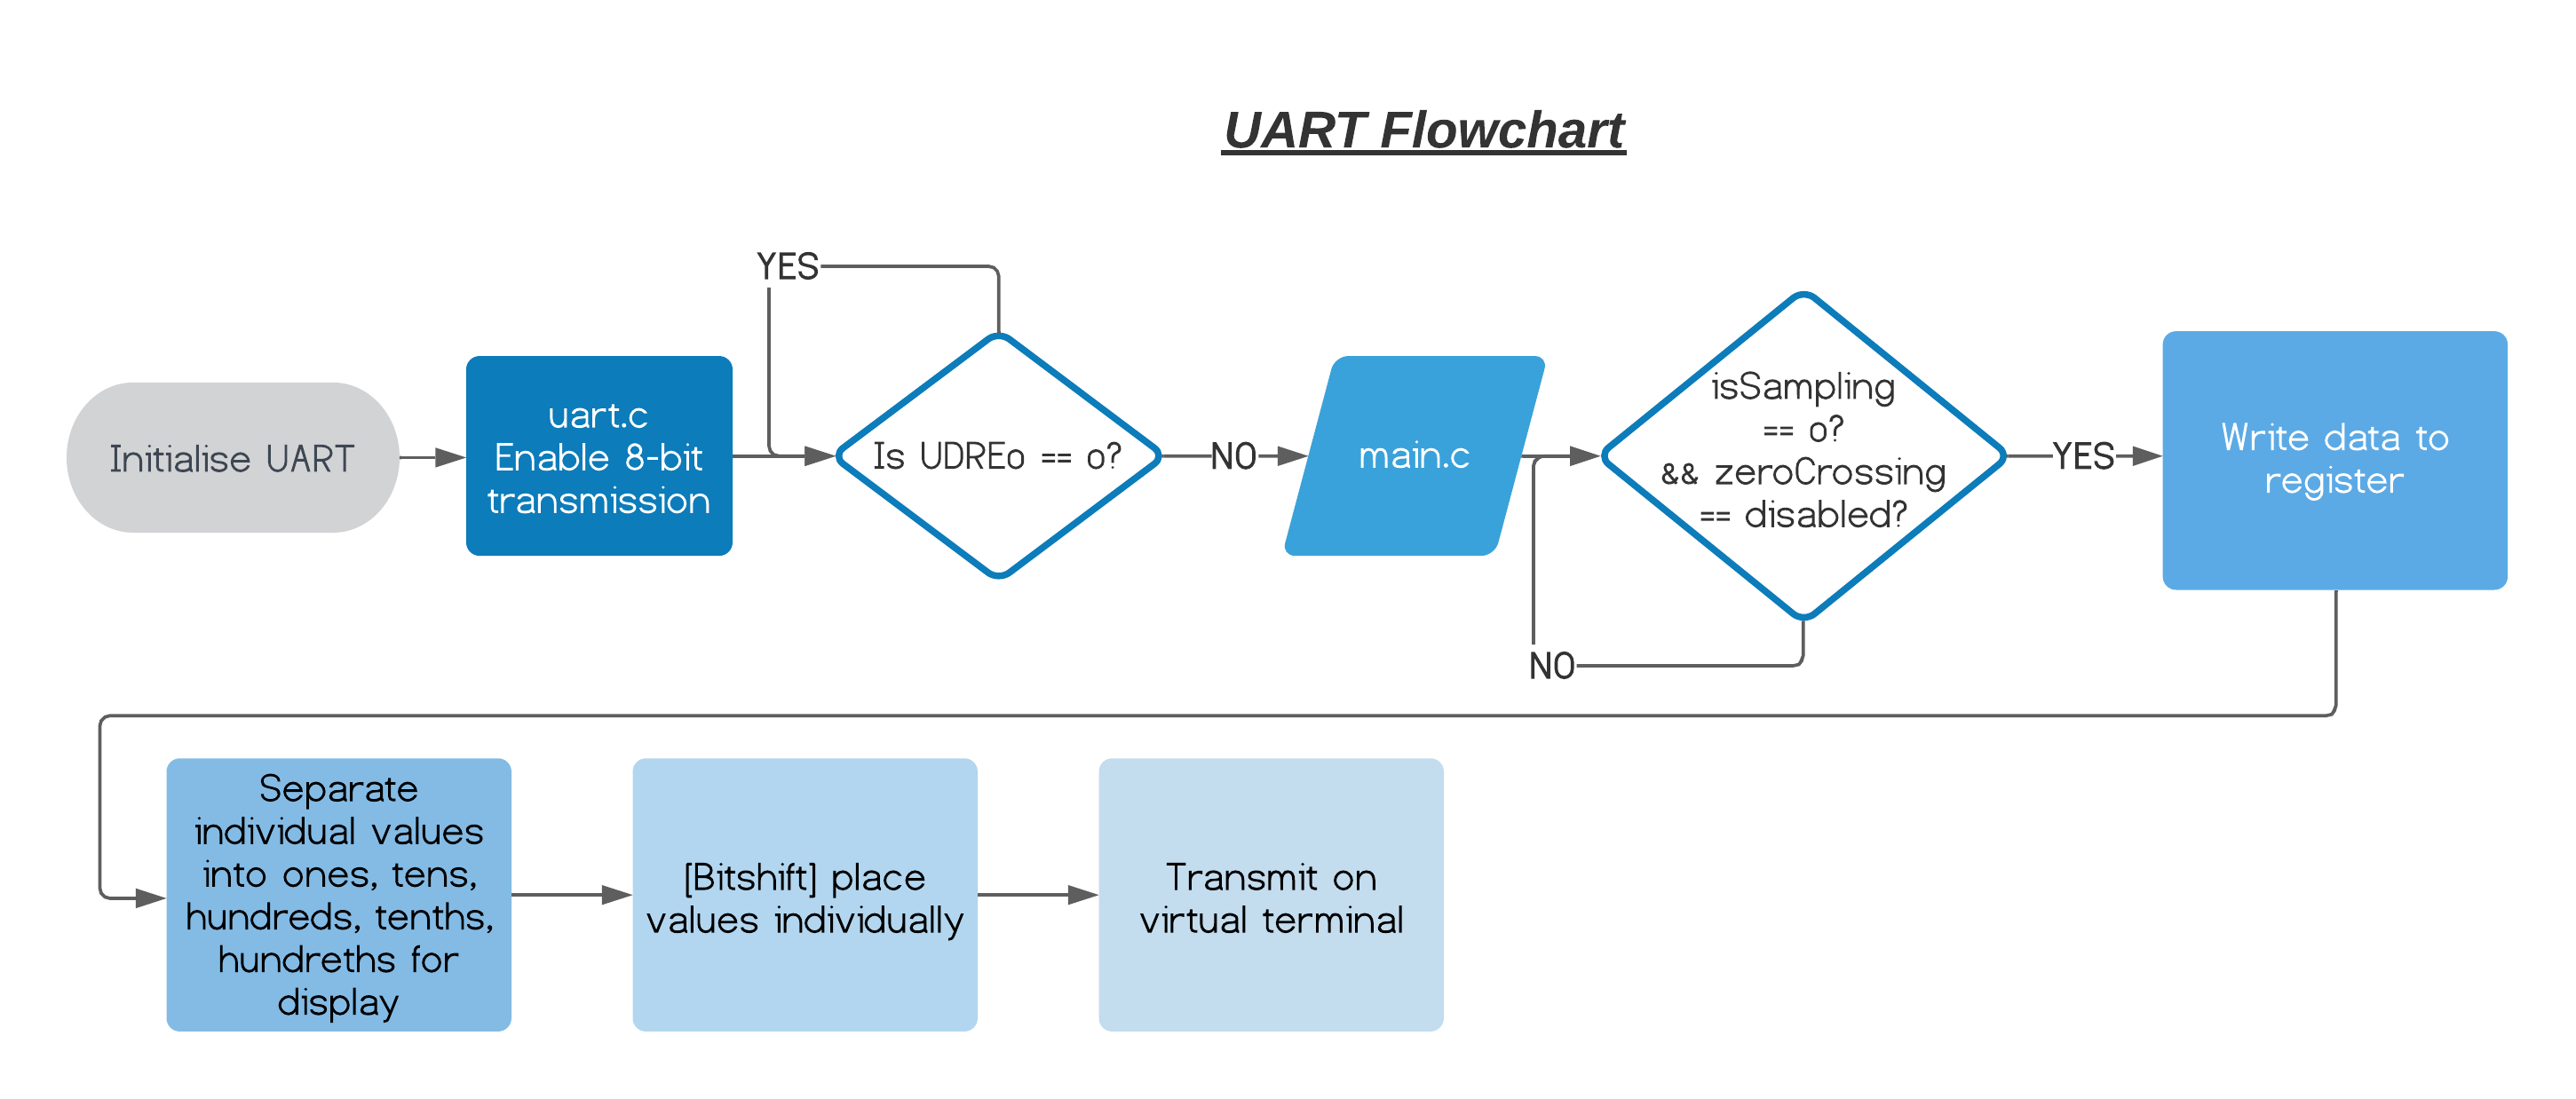 UART Flowchart
YES
Initialise UART
uart.c
Enable 8-bit
transmission
Is UDREo == o?
NO
main.c
isSampling
== o?
&& zeroCrossing
== disabled?
YES
Write data to
register
NO
Separate
individual values
into ones, tens,
hundreds, tenths,
hundreths for
display
[Bitshift] place
values individually
Transmit on
virtual terminal